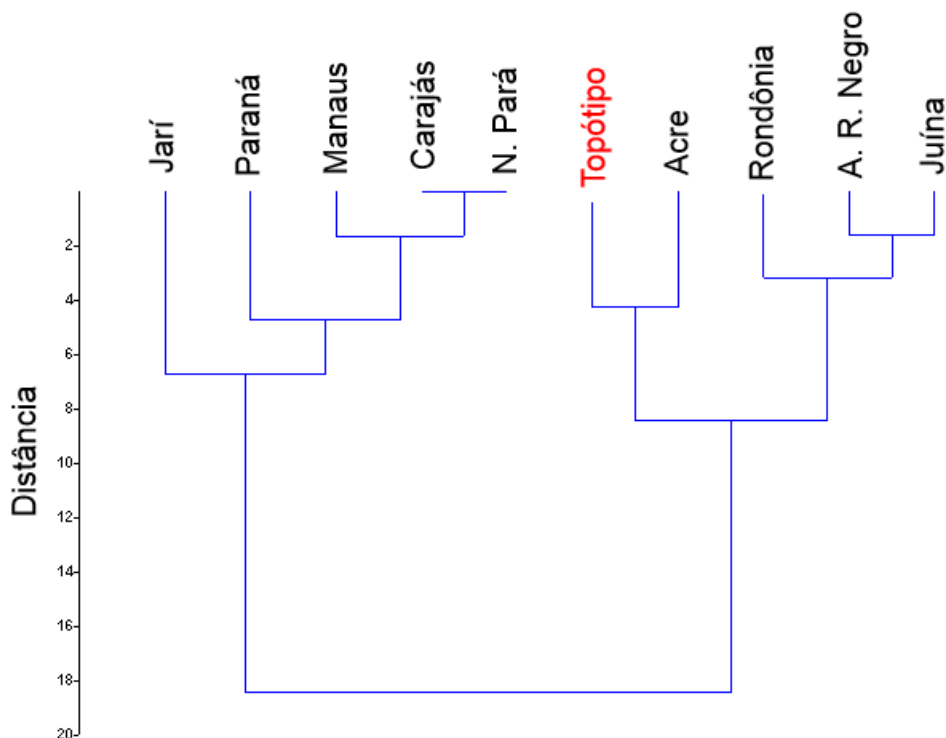 Jarí
Paraná
Manaus
Carajás
N. Pará
Topótipo
Acre
Rondônia
A. R. Negro
Juína
Distância
2
4
6
8
10
12
14
16
18
20